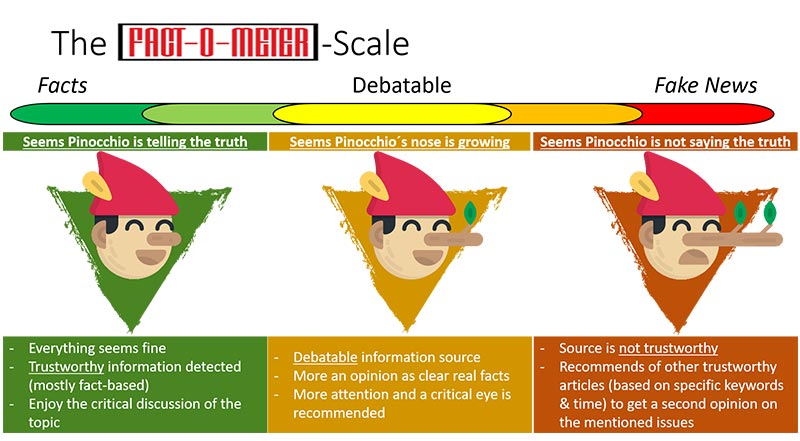 The FACT-O-METER-Scale
Facts Debatable Fake News
Seems Pinocchio is telling the truth
Seems Pinocchio´s nose is growing
Seems Pinocchio is not saying the truth
- Everything seems fine
- Trustworthy information detected
(mostly fact-based)
- Enjoy the critical discussion of the
topic
- Debatable information source
- More an opinion as clear real facts
- More attention and a critical eye is
recommended
- Source is not trustworthy
- Recommends of other trustworthy
articles (based on specific keywords
& time) to get a second opinion on
the mentioned issues